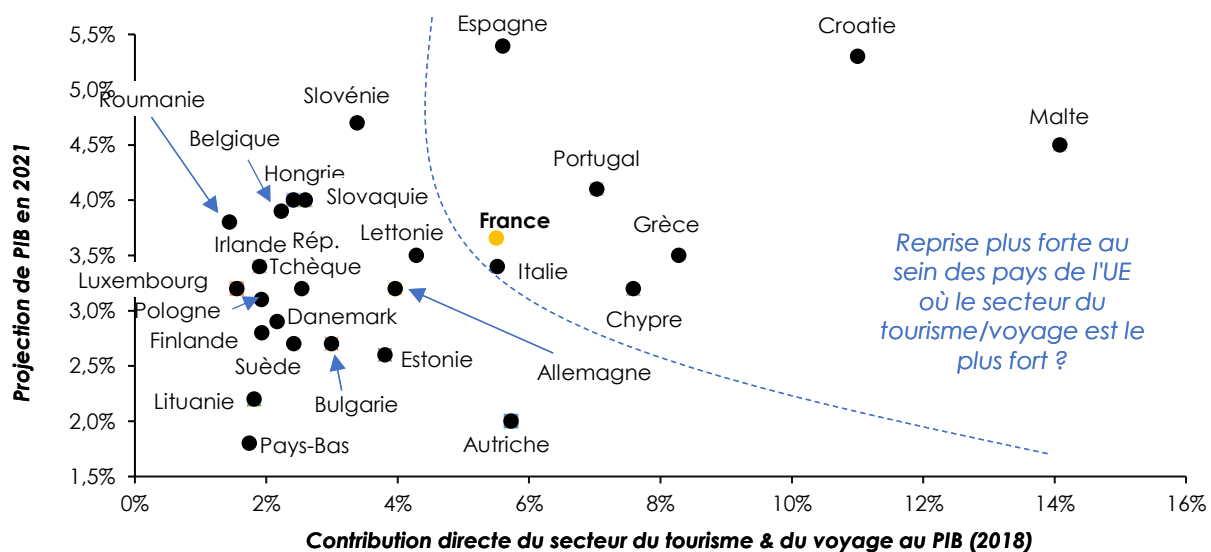 Espagne
Croatie
5,5%
5,0%
Roumanie
Slovénie
Malte
4,5%
Belgique
Portugal
Hongrie
4,0%
Slovaquie
France
Grèce
Lettonie
Irlande
Rép.
Tchèque
3,5%
Italie
Luxembourg
3,0%
Pologne
Danemark
Chypre
Finlande
2,5%
Suède
Estonie
Allemagne
Lituanie
Bulgarie
2,0%
Pays-Bas
Autriche
1,5%
Reprise plus forte au
sein des pays de l'UE
où le secteur du
tourisme/voyage est le
plus fort ?
Projection de PIB en 2021
0%
2%
4%
6%
8%
10%
12%
14%
16%
Contribution directe du secteur du tourisme & du voyage au PIB (2018)